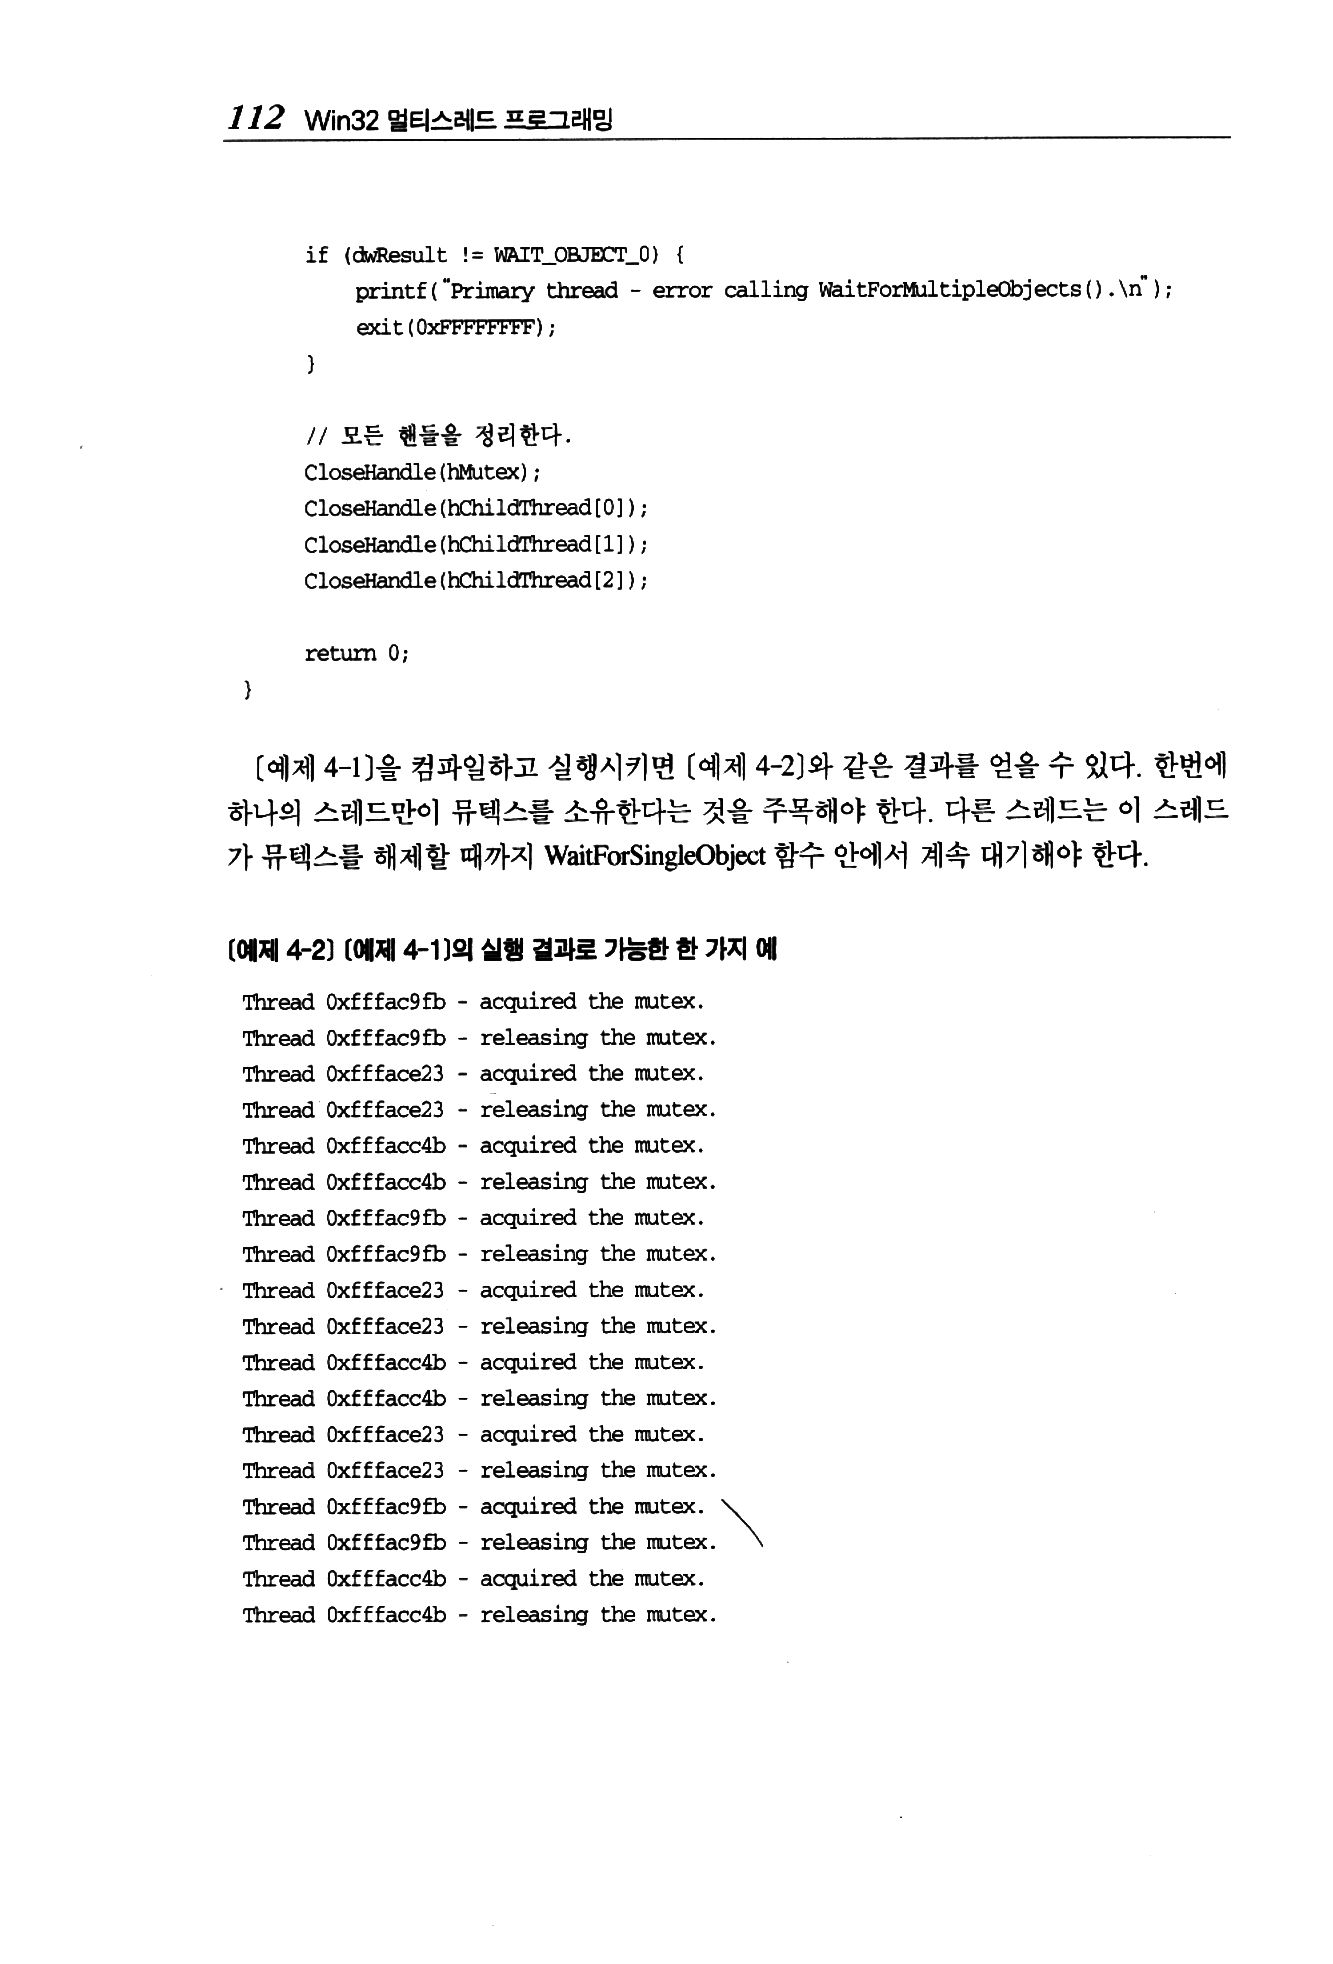 112 Win32 멀티스레드 프로그래밍
if (dwResult != WAIT_OBJECT_0) {
printf("Primary thread - error calling WaitForMultipleObjects().\n");
exit(0xFFFFFFFF);
}
// 모든 핸들을 정리한다.
CloseHandle(hMutex);
CloseHandle(hChildThread[0]);
CloseHandle(hChildThread[1]);
CloseHandle(hChildThread[2]);
return 0;
}
[예제 4-1]을 컴파일하고 실행시키면 [예제 4-2]와 같은 결과를 얻을 수 있다. 한번에
하나의 스레드만이 뮤텍스를 소유한다는 것을 주목해야 한다. 다른 스레드는 이 스레드
가 뮤텍스를 해제할 때까지 WaitForSingleObject 함수 안에서 계속 대기해야 한다.
[예제 4-2] [예제 4-1]의 실행 결과로 가능한 한 가지 예
Thread 0xfffac9fb - acquired the mutex.
Thread 0xfffac9fb - releasing the mutex.
Thread 0xffface23 - acquired the mutex.
Thread 0xffface23 - releasing the mutex.
Thread 0xfffacc4b - acquired the mutex.
Thread 0xfffacc4b - releasing the mutex.
Thread 0xfffac9fb - acquired the mutex.
Thread 0xfffac9fb - releasing the mutex.
Thread 0xffface23 - acquired the mutex.
Thread 0xffface23 - releasing the mutex.
Thread 0xfffacc4b - acquired the mutex.
Thread 0xfffacc4b - releasing the mutex.
Thread 0xffface23 - acquired the mutex.
Thread 0xffface23 - releasing the mutex.
Thread 0xfffac9fb - acquired the mutex.
Thread 0xfffac9fb - releasing the mutex.
Thread 0xfffacc4b - acquired the mutex.
Thread 0xfffacc4b - releasing the mutex.